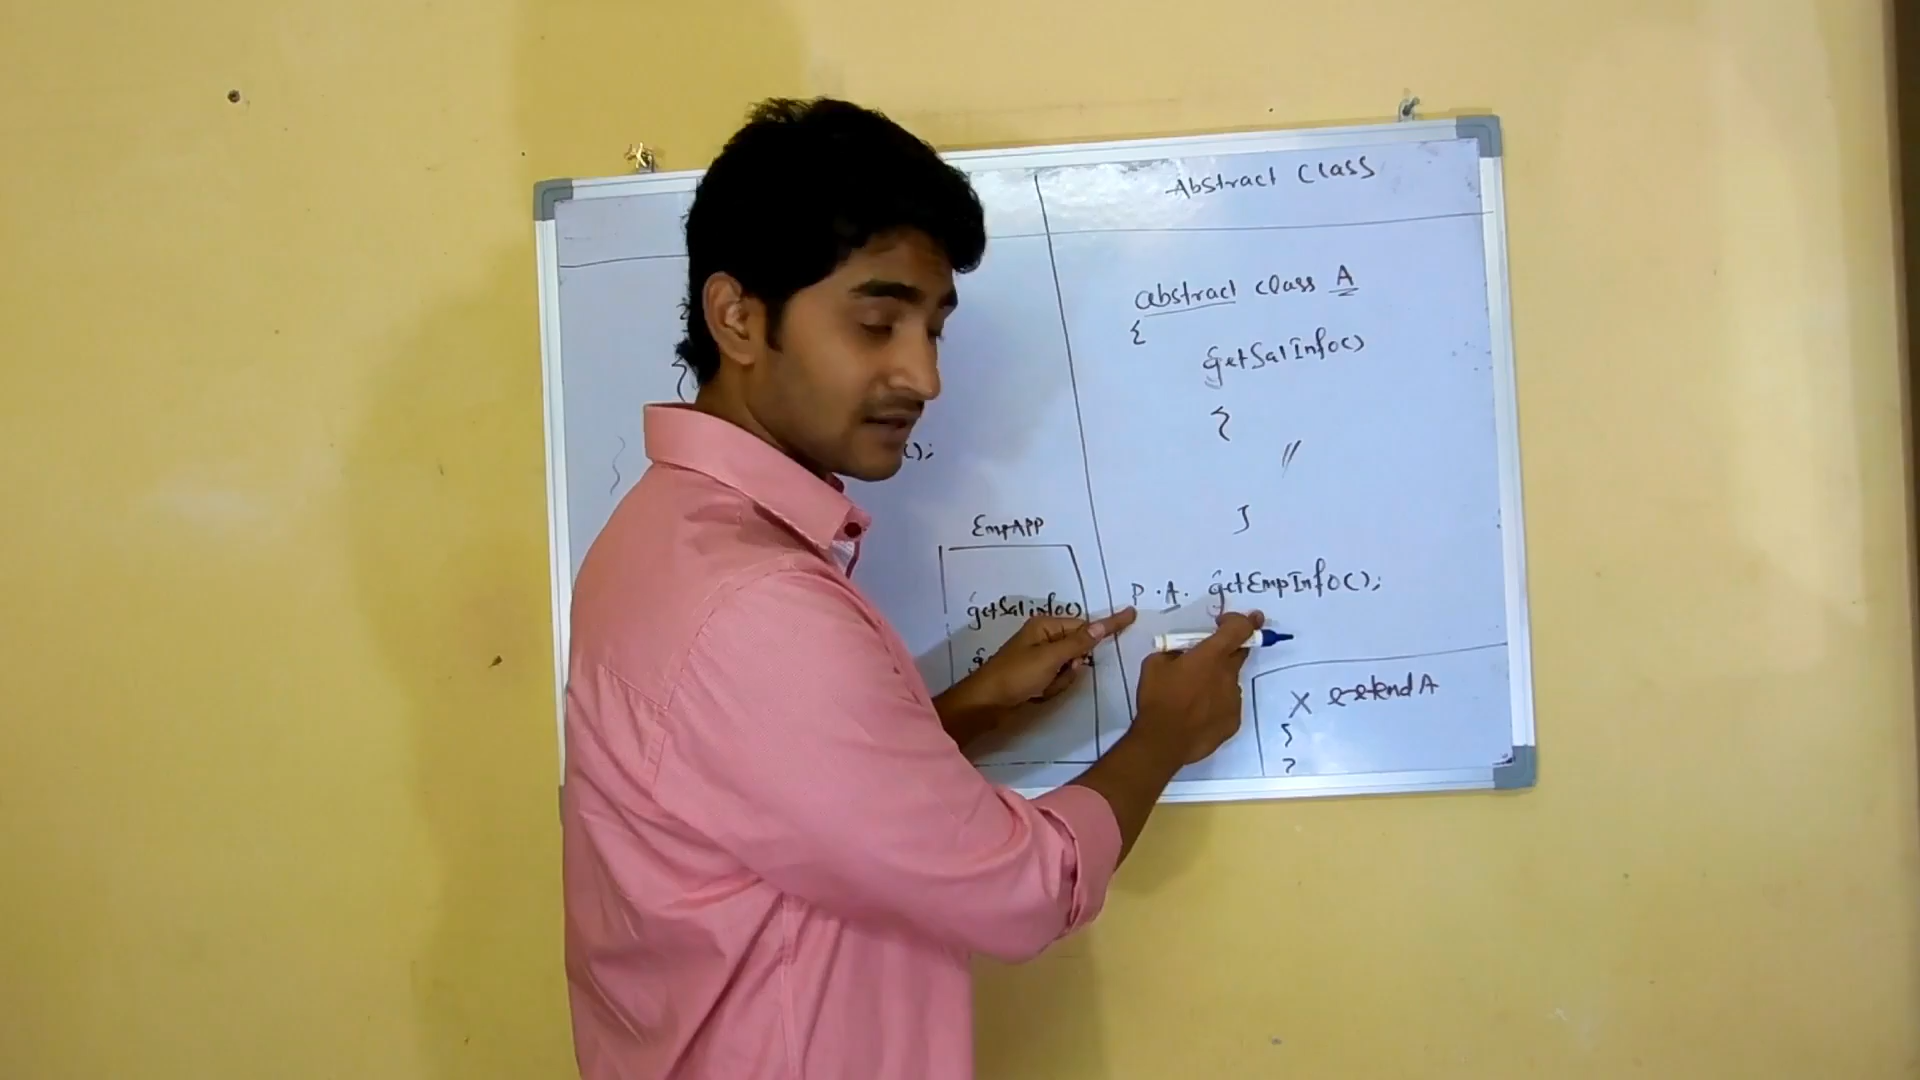 Abstract Class
abstract class A
{
getSalInfo()
{
//
}
P.A. getEmpInfo();
();
EmpAPP
getSalinfo()
X extend A
{
}
{
}